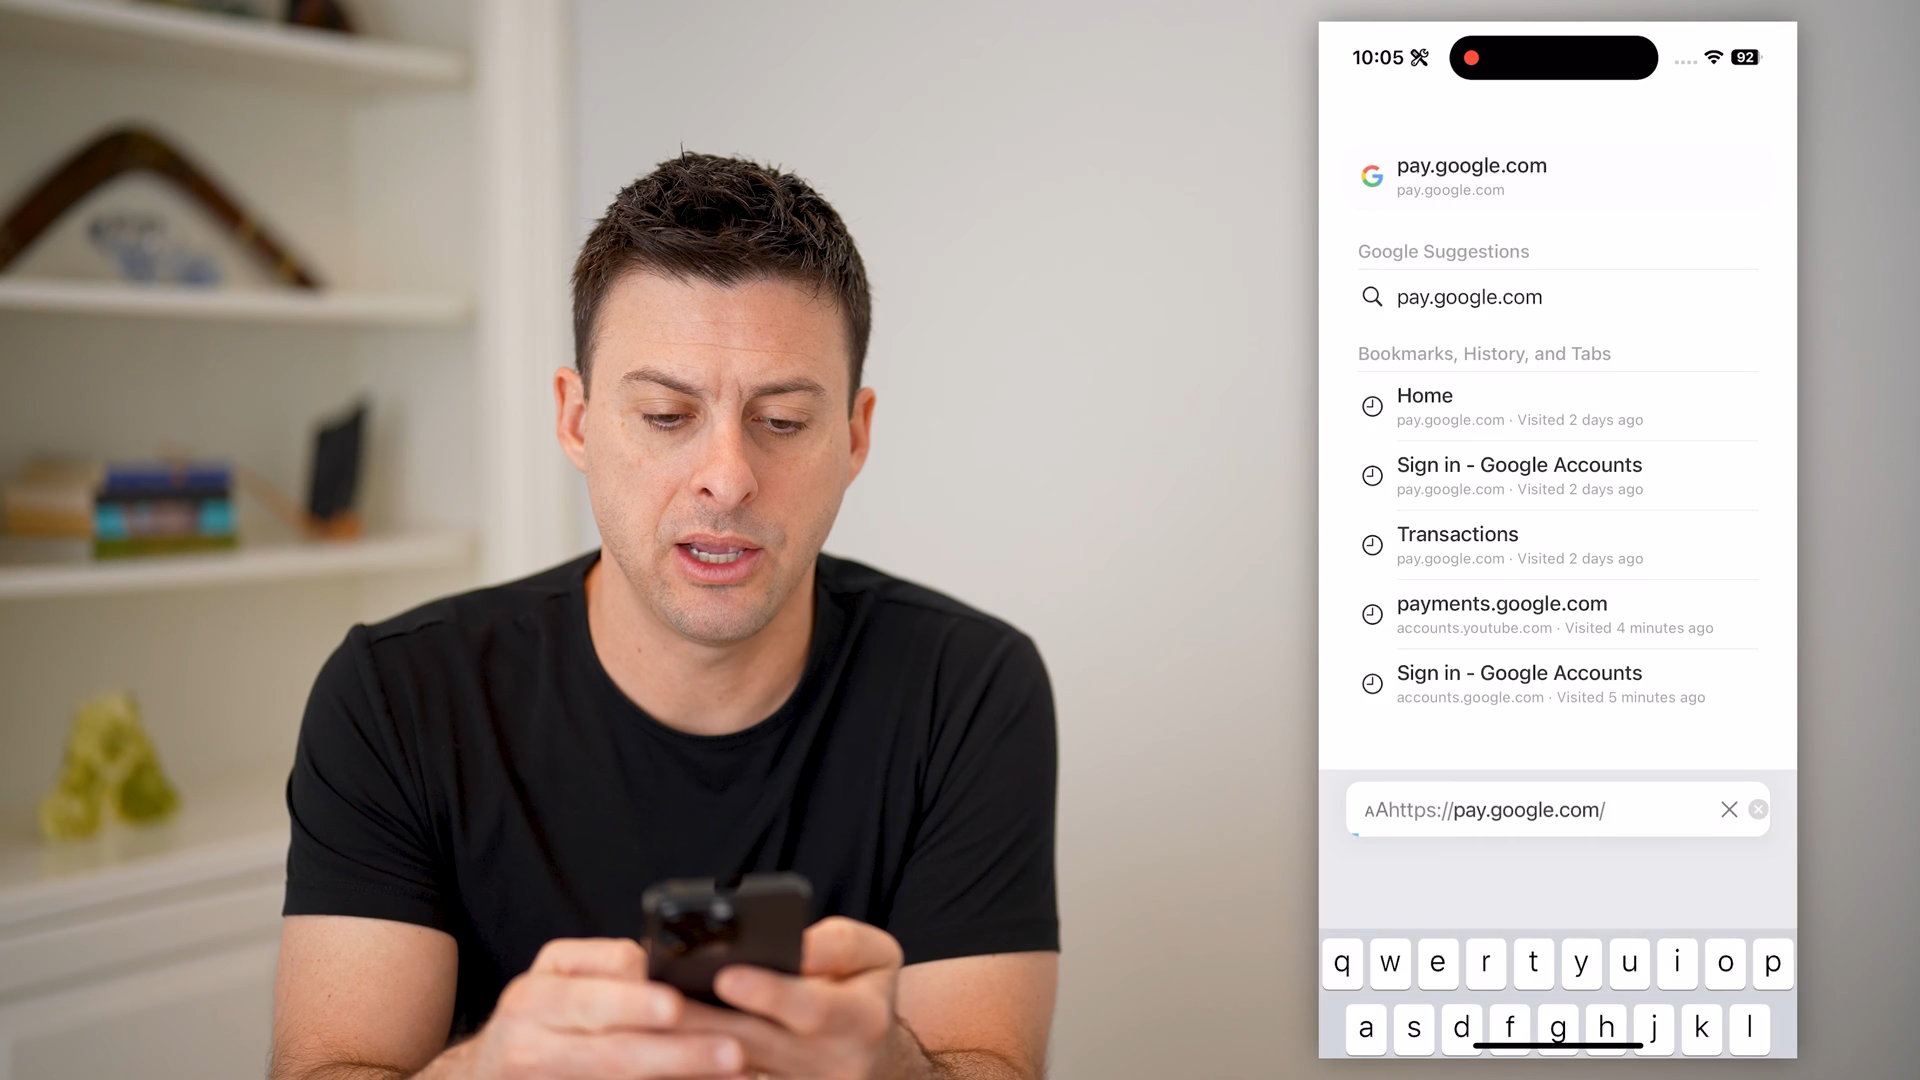 10:05
92
pay.google.com
pay.google.com
Google Suggestions
pay.google.com
Bookmarks, History, and Tabs
Home
pay.google.com · Visited 2 days ago
Sign in - Google Accounts
pay.google.com · Visited 2 days ago
Transactions
pay.google.com · Visited 2 days ago
payments.google.com
accounts.youtube.com · Visited 4 minutes ago
Sign in - Google Accounts
accounts.google.com · Visited 5 minutes ago
AAhttps://pay.google.com/
q w e r t y u i o p
a s d f g h j k l